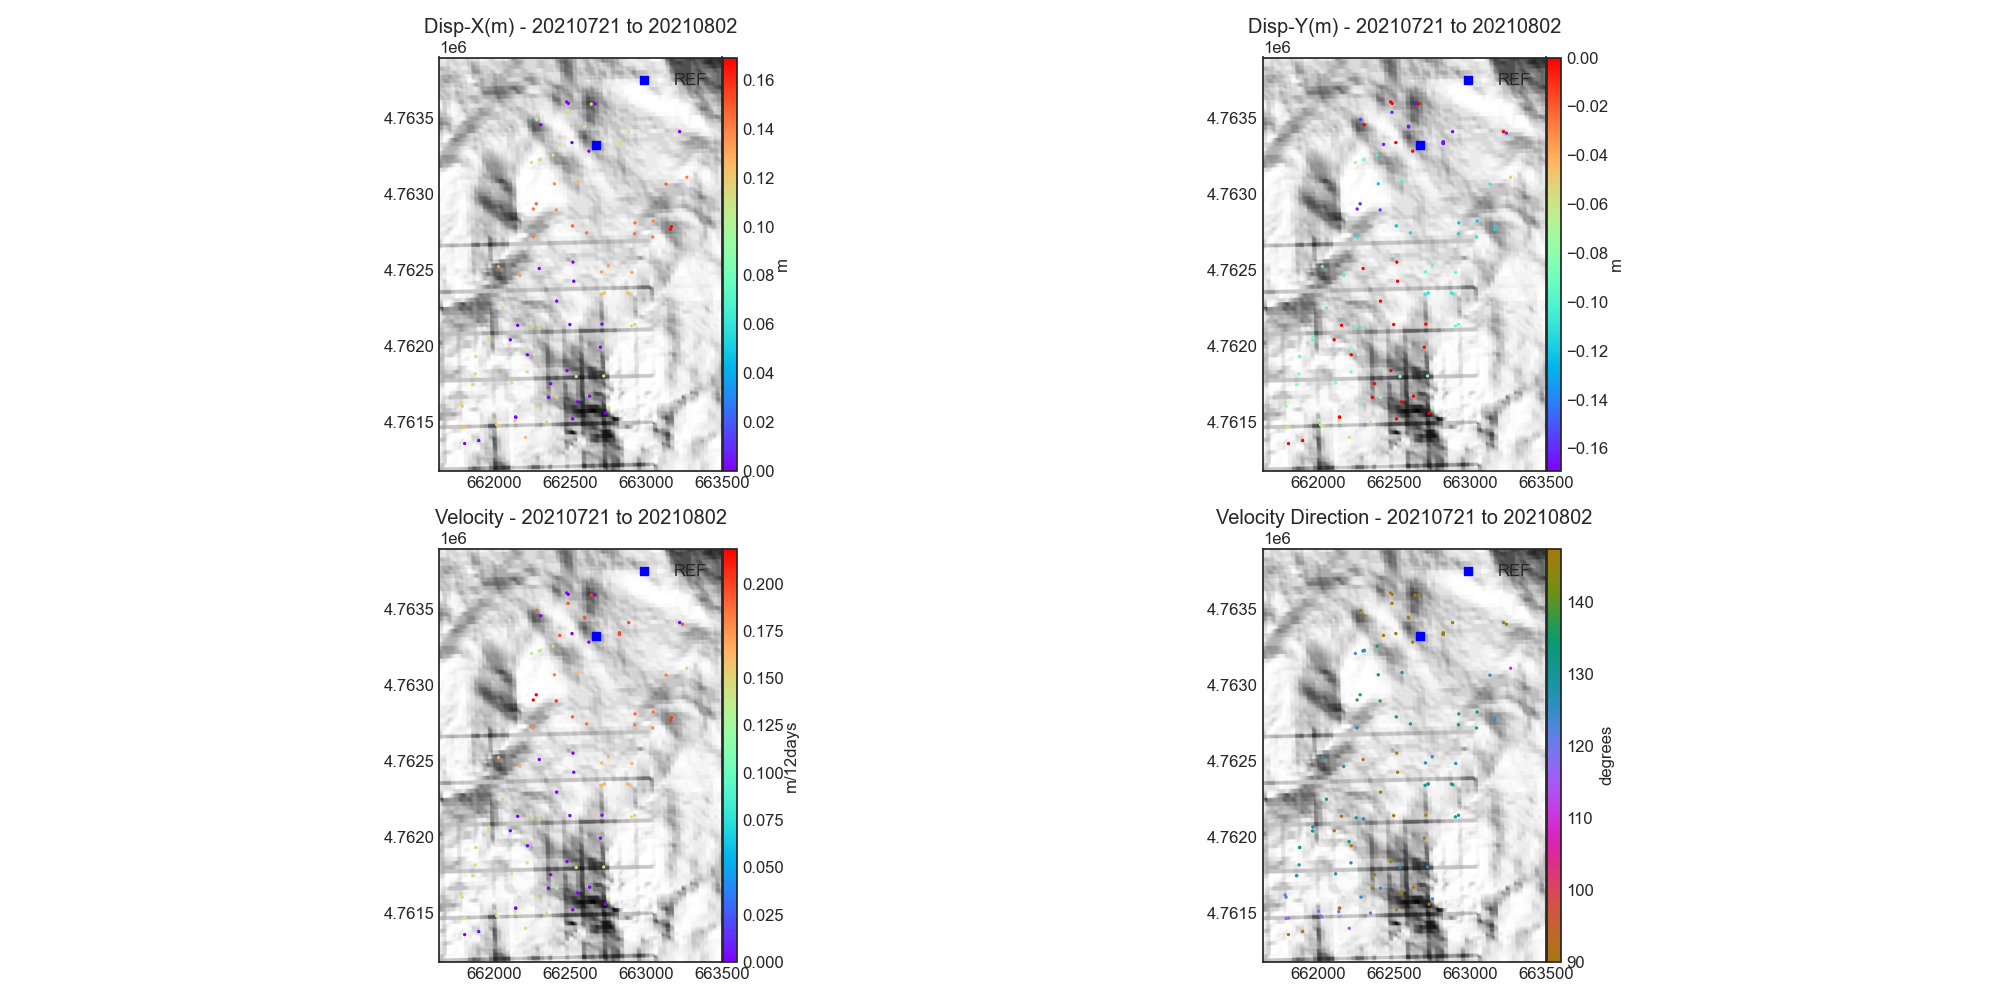 Disp-X(m) - 20210721 to 20210802
1e6
REF
4.7635
4.7630
4.7625
4.7620
4.7615
662000 662500 663000 663500
0.16
0.14
0.12
0.10
0.08
0.06
0.04
0.02
0.00
m
Disp-Y(m) - 20210721 to 20210802
1e6
REF
4.7635
4.7630
4.7625
4.7620
4.7615
662000 662500 663000 663500
0.00
−0.02
−0.04
−0.06
−0.08
−0.10
−0.12
−0.14
−0.16
m
Velocity - 20210721 to 20210802
1e6
REF
4.7635
4.7630
4.7625
4.7620
4.7615
662000 662500 663000 663500
0.200
0.175
0.150
0.125
0.100
0.075
0.050
0.025
0.000
m/12days
Velocity Direction - 20210721 to 20210802
1e6
REF
4.7635
4.7630
4.7625
4.7620
4.7615
662000 662500 663000 663500
140
130
120
110
100
90
degrees